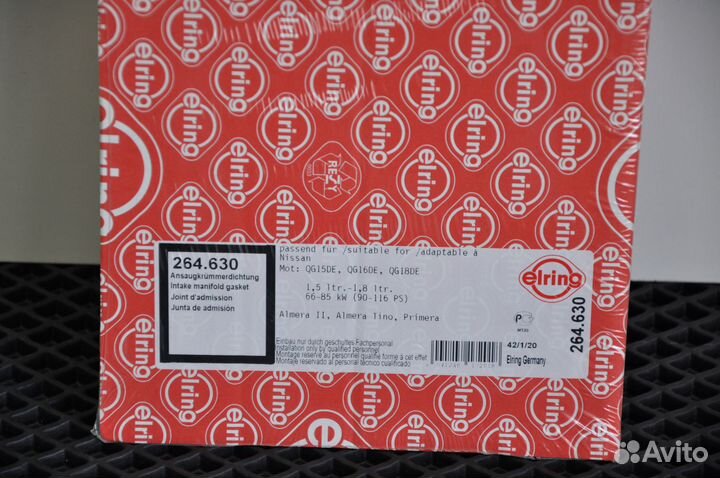 elring
REZY
264.630
Ansaugkrümmerdichtung
Intake manifold gasket
Joint d'admission
Junta de admisión
passend für /suitable for /adaptable à
Nissan
Mot: QG15DE, QG16DE, QG18DE
1,5 ltr.-1,8 ltr.
66-85 kW (90-116 PS)
Almera II, Almera Tino, Primera
Einbau nur durch geschultes Fachpersonal
Installation only by qualified personnel
Montage reservé au personnel qualifié formé à cet effet
Montaje reservado al personal técnico cualificado
elring
264.630
42/1/20
Elring Germany
Avito